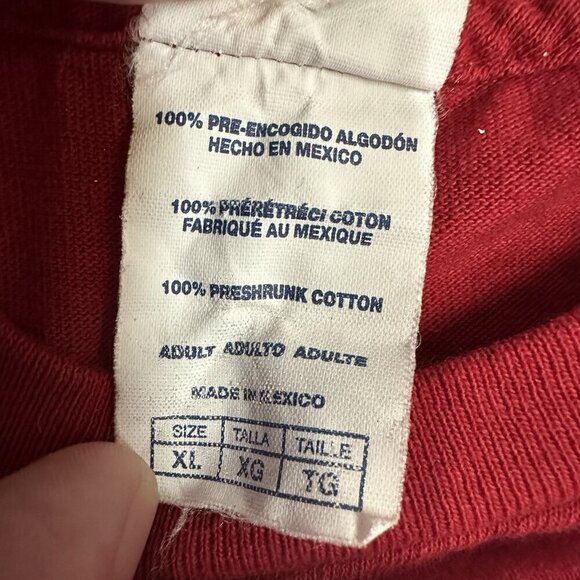 100% PRE-ENCOGIDO ALGODÓN
HECHO EN MEXICO
100% PRÉRÉTRÉCI COTON
FABRIQUÉ AU MEXIQUE
100% PRESHRUNK COTTON
ADULT ADULTO ADULTE
MADE IN MEXICO
SIZE TALLA TAILLE
XL XG TG